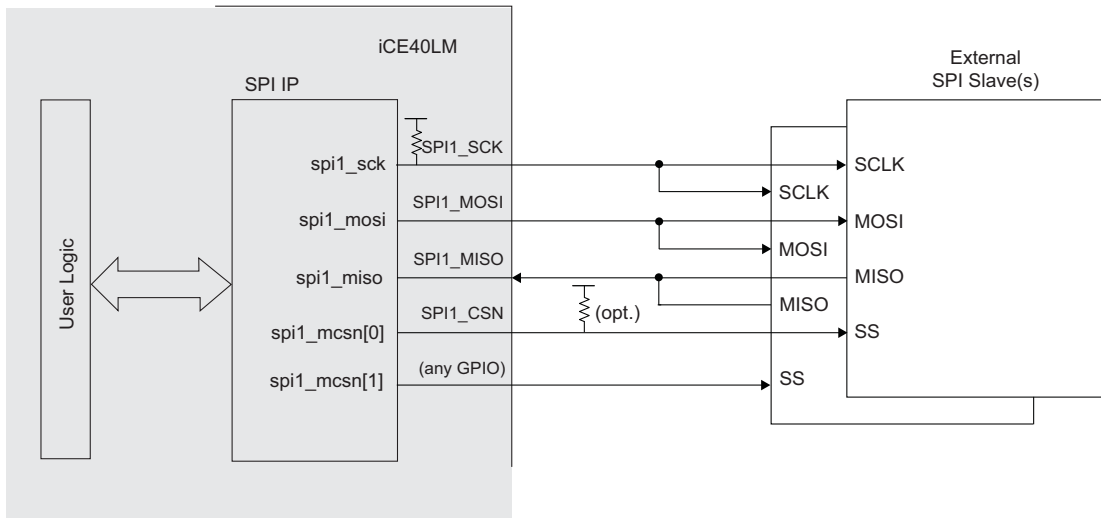 iCE40LM
External
SPI Slave(s)
SPI IP
User Logic
spi1_sck
SPI1_SCK
SCLK
SCLK
spi1_mosi
SPI1_MOSI
MOSI
MOSI
spi1_miso
SPI1_MISO
MISO
MISO
(opt.)
spi1_mcsn[0]
SPI1_CSN
SS
spi1_mcsn[1]
(any GPIO)
SS